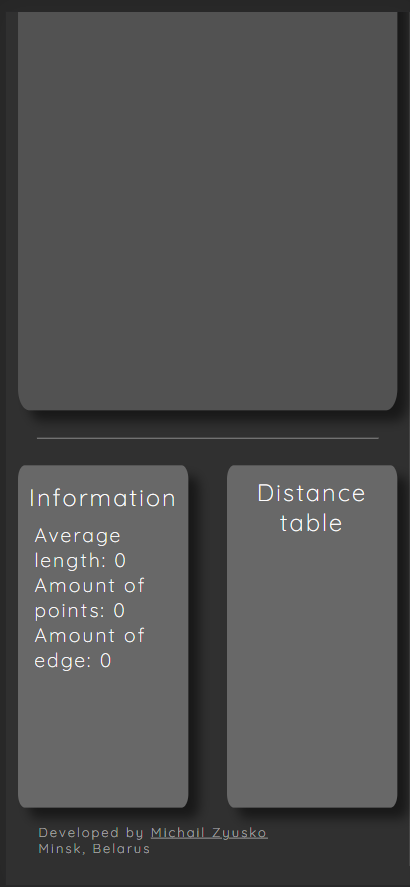 Information
Average
length: 0
Amount of
points: 0
Amount of
edge: 0
Distance
table
Developed by Michail Zyusko
Minsk, Belarus